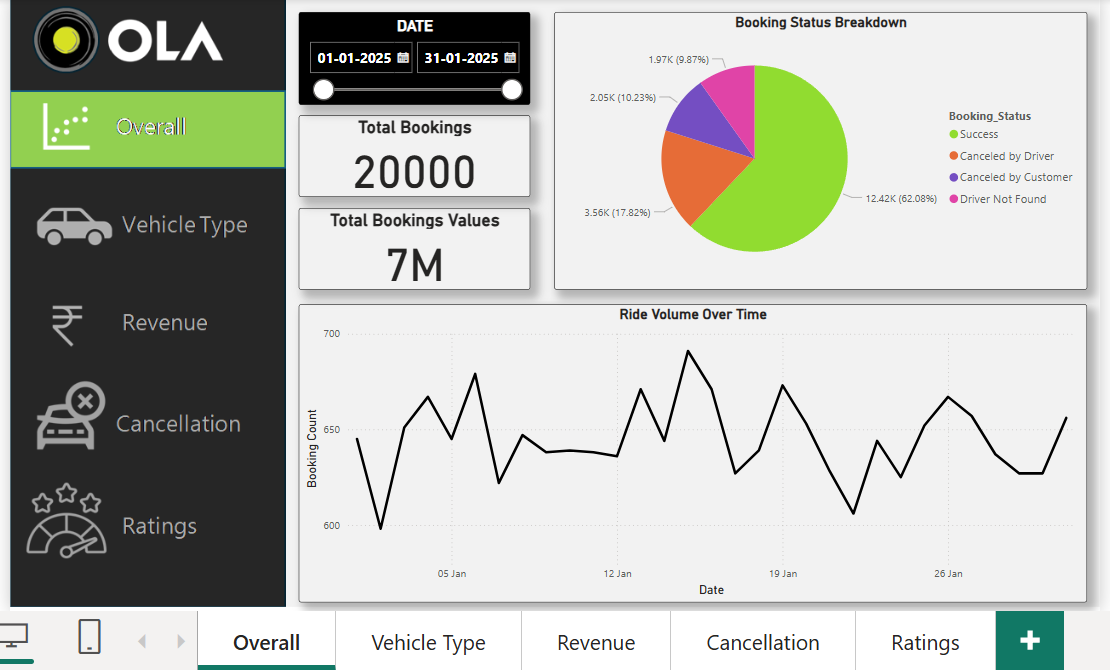 OLA
Overall
Vehicle Type
Revenue
Cancellation
Ratings
DATE
01-01-2025 31-01-2025
Total Bookings
20000
Total Bookings Values
7M
Booking Status Breakdown
1.97K (9.87%)
2.05K (10.23%)
3.56K (17.82%)
12.42K (62.08%)
Booking_Status
Success
Canceled by Driver
Canceled by Customer
Driver Not Found
Ride Volume Over Time
Booking Count
700
650
600
05 Jan 12 Jan 19 Jan 26 Jan
Date
Overall Vehicle Type Revenue Cancellation Ratings +